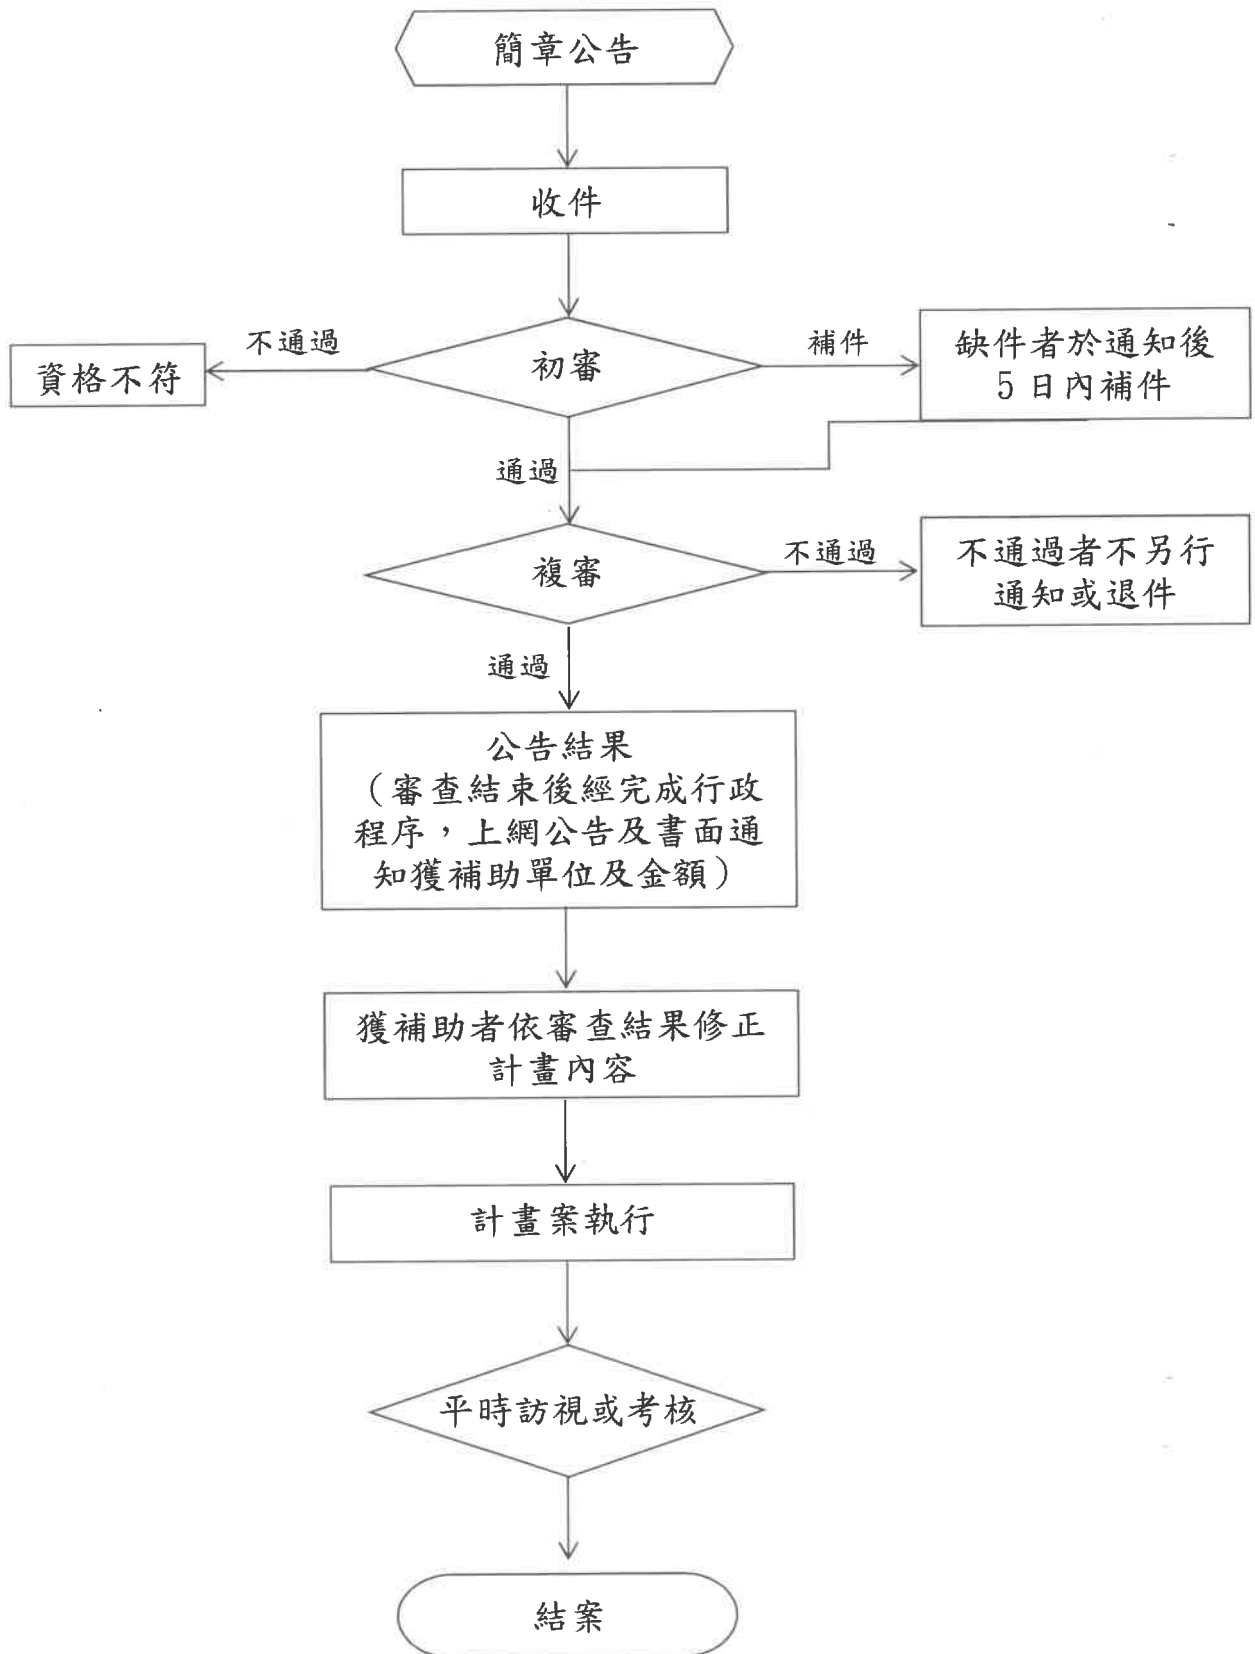 簡章公告
收件
不通過
初審
補件
資格不符
缺件者於通知後
5 日內補件
通過
複審
不通過
不通過者不另行
通知或退件
通過
公告結果
（審查結束後經完成行政
程序，上網公告及書面通
知獲補助單位及金額）
獲補助者依審查結果修正
計畫內容
計畫案執行
平時訪視或考核
結案